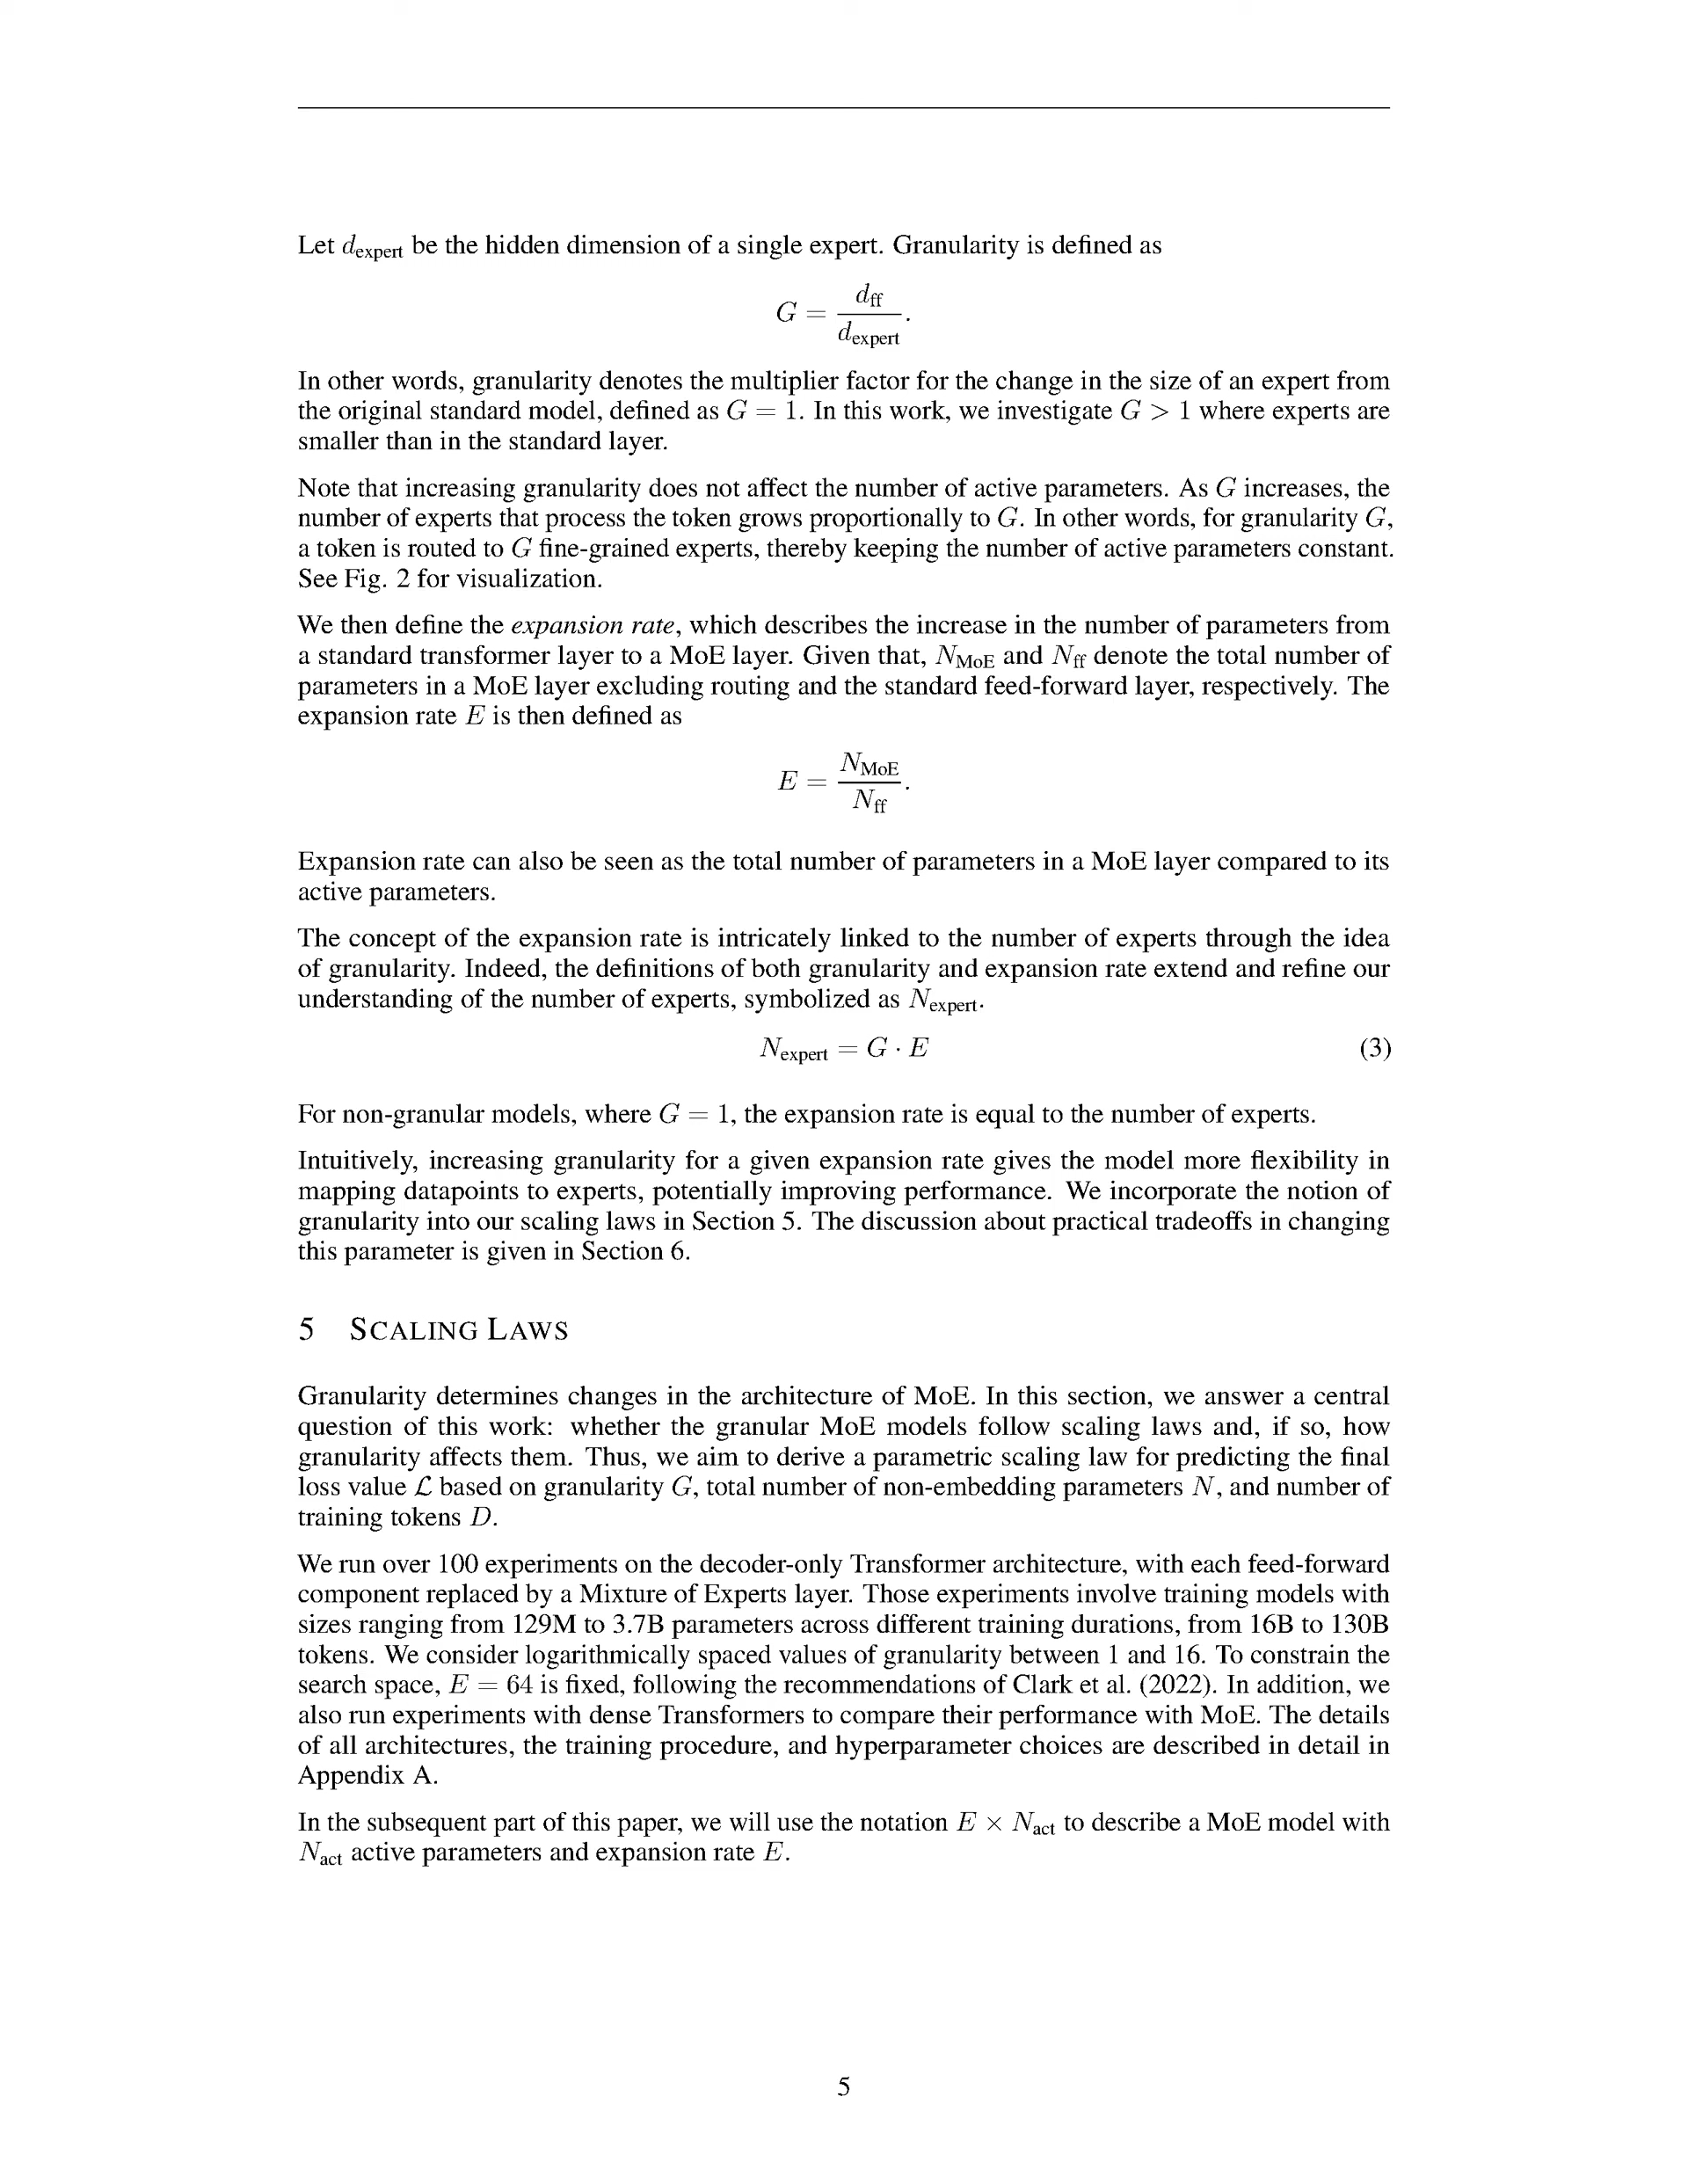 Let d_expert be the hidden dimension of a single expert. Granularity is defined as
G = d_ff / d_expert.
In other words, granularity denotes the multiplier factor for the change in the size of an expert from
the original standard model, defined as G = 1. In this work, we investigate G > 1 where experts are
smaller than in the standard layer.
Note that increasing granularity does not affect the number of active parameters. As G increases, the
number of experts that process the token grows proportionally to G. In other words, for granularity G,
a token is routed to G fine-grained experts, thereby keeping the number of active parameters constant.
See Fig. 2 for visualization.
We then define the expansion rate, which describes the increase in the number of parameters from
a standard transformer layer to a MoE layer. Given that, N_MoE and N_ff denote the total number of
parameters in a MoE layer excluding routing and the standard feed-forward layer, respectively. The
expansion rate E is then defined as
E = N_MoE / N_ff.
Expansion rate can also be seen as the total number of parameters in a MoE layer compared to its
active parameters.
The concept of the expansion rate is intricately linked to the number of experts through the idea
of granularity. Indeed, the definitions of both granularity and expansion rate extend and refine our
understanding of the number of experts, symbolized as N_expert.
N_expert = G · E (3)
For non-granular models, where G = 1, the expansion rate is equal to the number of experts.
Intuitively, increasing granularity for a given expansion rate gives the model more flexibility in
mapping datapoints to experts, potentially improving performance. We incorporate the notion of
granularity into our scaling laws in Section 5. The discussion about practical tradeoffs in changing
this parameter is given in Section 6.
5 SCALING LAWS
Granularity determines changes in the architecture of MoE. In this section, we answer a central
question of this work: whether the granular MoE models follow scaling laws and, if so, how
granularity affects them. Thus, we aim to derive a parametric scaling law for predicting the final
loss value ℒ based on granularity G, total number of non-embedding parameters N, and number of
training tokens D.
We run over 100 experiments on the decoder-only Transformer architecture, with each feed-forward
component replaced by a Mixture of Experts layer. Those experiments involve training models with
sizes ranging from 129M to 3.7B parameters across different training durations, from 16B to 130B
tokens. We consider logarithmically spaced values of granularity between 1 and 16. To constrain the
search space, E = 64 is fixed, following the recommendations of Clark et al. (2022). In addition, we
also run experiments with dense Transformers to compare their performance with MoE. The details
of all architectures, the training procedure, and hyperparameter choices are described in detail in
Appendix A.
In the subsequent part of this paper, we will use the notation E × N_act to describe a MoE model with
N_act active parameters and expansion rate E.
5